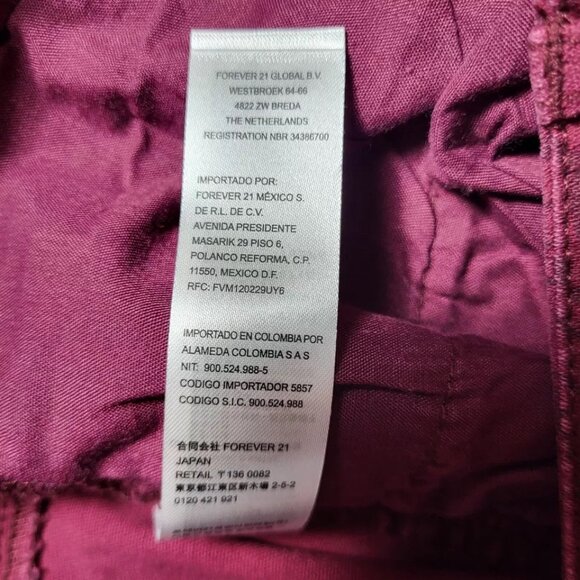 FOREVER 21 GLOBAL B.V.
WESTBROEK 64-66
4822 ZW BREDA
THE NETHERLANDS
REGISTRATION NBR 34386700
IMPORTADO POR:
FOREVER 21 MÉXICO S.
DE R.L. DE C.V.
AVENIDA PRESIDENTE
MASARIK 29 PISO 6,
POLANCO REFORMA, C.P.
11550, MEXICO D.F.
RFC: FVM120229UY6
IMPORTADO EN COLOMBIA POR
ALAMEDA COLOMBIA S A S
NIT: 900.524.988-5
CODIGO IMPORTADOR 5857
CODIGO S.I.C. 900.524.988
合同会社 FOREVER 21
JAPAN
RETAIL 〒136 0082
東京都江東区新木場 2-8-2
0120 421 921